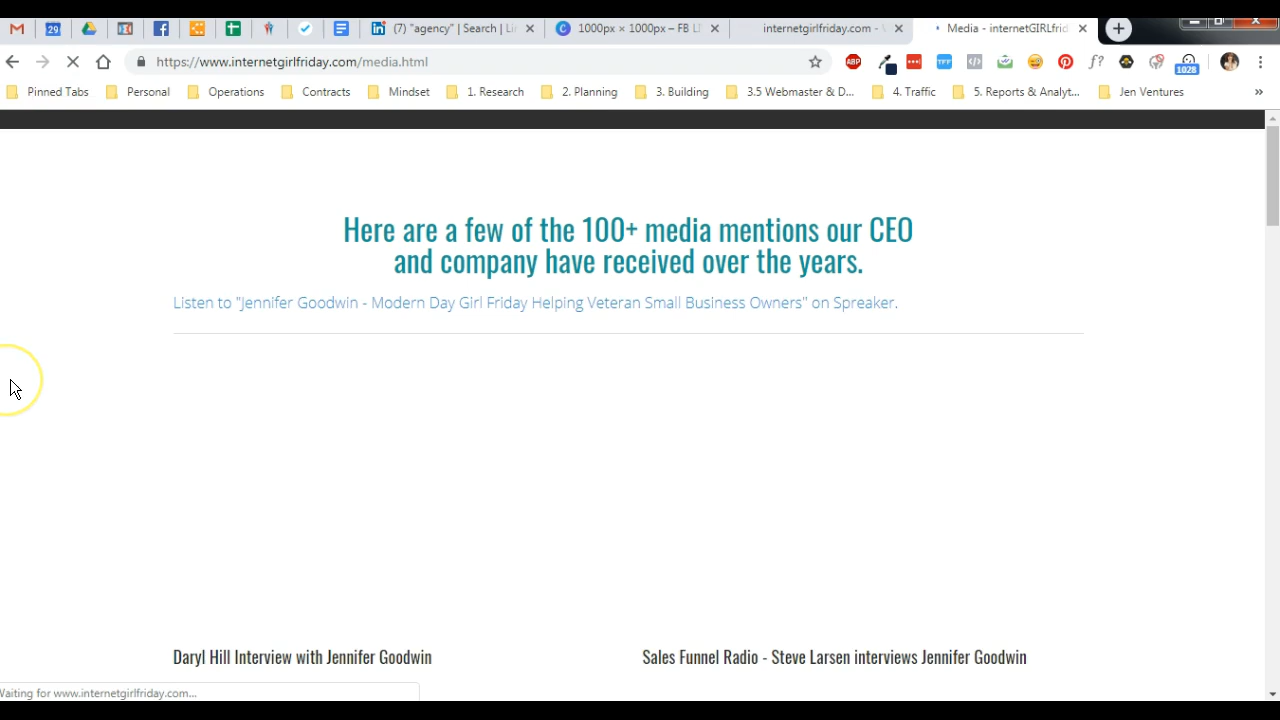 29
(7) "agency" | Search | Li
1000px × 1000px – FB L
internetgirlfriday.com -
Media - internetGIRLfrid
https://www.internetgirlfriday.com/media.html
ABP
TFF
f?
1028
Pinned Tabs
Personal
Operations
Contracts
Mindset
1. Research
2. Planning
3. Building
3.5 Webmaster & D...
4. Traffic
5. Reports & Analyt...
Jen Ventures
»
Here are a few of the 100+ media mentions our CEO
and company have received over the years.
Listen to "Jennifer Goodwin - Modern Day Girl Friday Helping Veteran Small Business Owners" on Spreaker.
Daryl Hill Interview with Jennifer Goodwin
Sales Funnel Radio - Steve Larsen interviews Jennifer Goodwin
Waiting for www.internetgirlfriday.com...